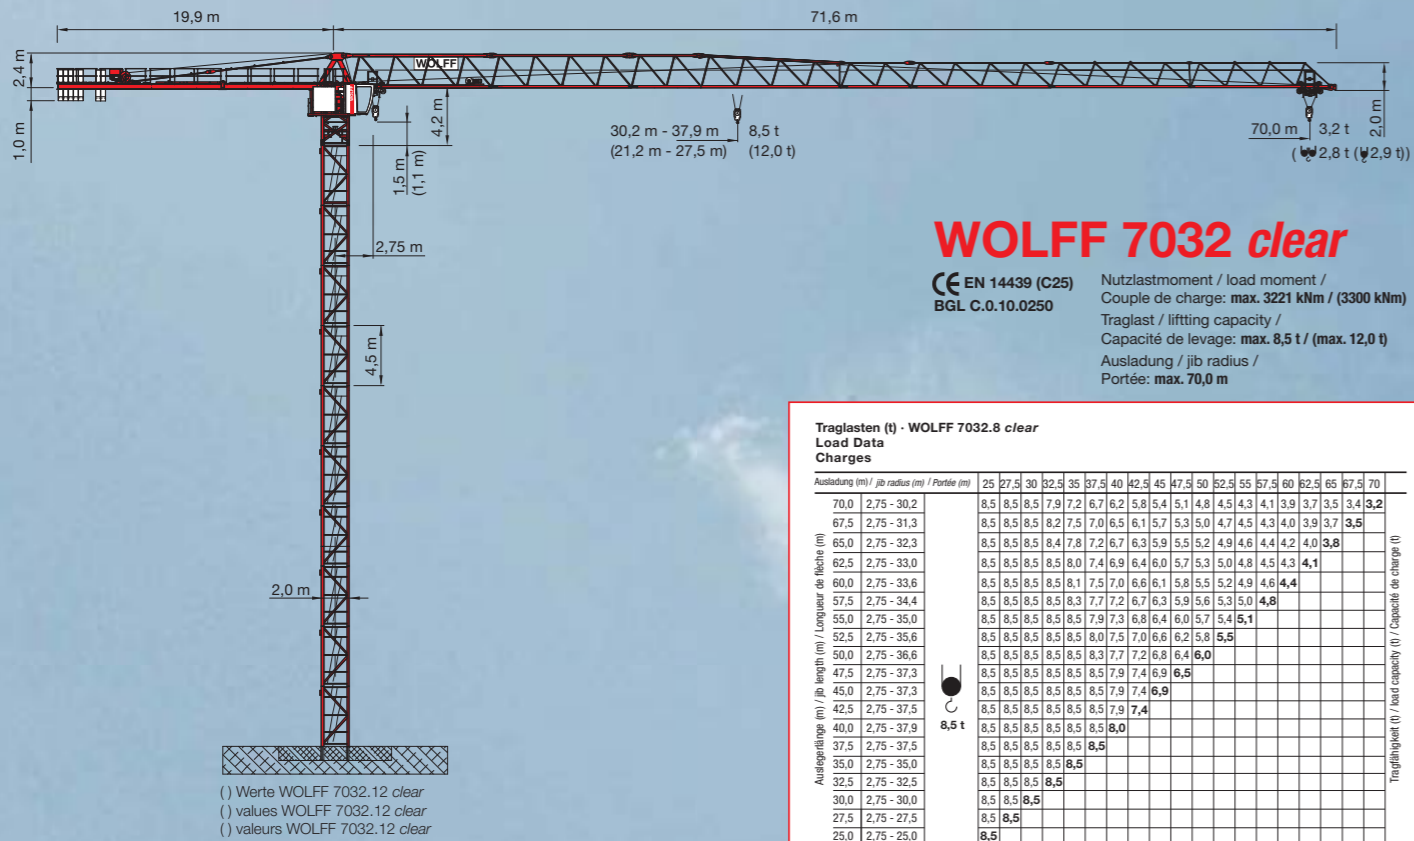 19,9 m
71,6 m
2,4 m
1,0 m
WOLFF
4,2 m
1,5 m
(1,1 m)
2,75 m
4,5 m
2,0 m
30,2 m - 37,9 m 8,5 t
(21,2 m - 27,5 m) (12,0 t)
70,0 m 3,2 t
( 2,8 t ( 2,9 t))
2,0 m
WOLFF 7032 clear
CE EN 14439 (C25)
BGL C.0.10.0250
Nutzlastmoment / load moment /
Couple de charge: max. 3221 kNm / (3300 kNm)
Traglast / liftting capacity /
Capacité de levage: max. 8,5 t / (max. 12,0 t)
Ausladung / jib radius /
Portée: max. 70,0 m
Traglasten (t) · WOLFF 7032.8 clear
Load Data
Charges
Ausladung (m) / jib radius (m) / Portée (m) 25 27,5 30 32,5 35 37,5 40 42,5 45 47,5 50 52,5 55 57,5 60 62,5 65 67,5 70
Auslegerlänge (m) / jib length (m) / Longueur de flèche (m)
70,0 2,75 - 30,2 8,5 8,5 8,5 7,9 7,2 6,7 6,2 5,8 5,4 5,1 4,8 4,5 4,3 4,1 3,9 3,7 3,5 3,4 3,2
67,5 2,75 - 31,3 8,5 8,5 8,5 8,2 7,5 7,0 6,5 6,1 5,7 5,3 5,0 4,7 4,5 4,3 4,0 3,9 3,7 3,5
65,0 2,75 - 32,3 8,5 8,5 8,5 8,4 7,8 7,2 6,7 6,3 5,9 5,5 5,2 4,9 4,6 4,4 4,2 4,0 3,8
62,5 2,75 - 33,0 8,5 8,5 8,5 8,5 8,0 7,4 6,9 6,4 6,0 5,7 5,3 5,0 4,8 4,5 4,3 4,1
60,0 2,75 - 33,6 8,5 8,5 8,5 8,5 8,1 7,5 7,0 6,6 6,1 5,8 5,5 5,2 4,9 4,6 4,4
57,5 2,75 - 34,4 8,5 8,5 8,5 8,5 8,3 7,7 7,2 6,7 6,3 5,9 5,6 5,3 5,0 4,8
55,0 2,75 - 35,0 8,5 8,5 8,5 8,5 8,5 7,9 7,3 6,8 6,4 6,0 5,7 5,4 5,1
52,5 2,75 - 35,6 8,5 8,5 8,5 8,5 8,5 8,0 7,5 7,0 6,6 6,2 5,8 5,5
50,0 2,75 - 36,6 8,5 8,5 8,5 8,5 8,5 8,3 7,7 7,2 6,8 6,4 6,0
47,5 2,75 - 37,3 8,5 8,5 8,5 8,5 8,5 8,5 7,9 7,4 6,9 6,5
45,0 2,75 - 37,3 8,5 8,5 8,5 8,5 8,5 8,5 7,9 7,4 6,9
42,5 2,75 - 37,5 8,5 8,5 8,5 8,5 8,5 8,5 7,9 7,4
40,0 2,75 - 37,9 8,5 t 8,5 8,5 8,5 8,5 8,5 8,5 8,0
37,5 2,75 - 37,5 8,5 8,5 8,5 8,5 8,5 8,5
35,0 2,75 - 35,0 8,5 8,5 8,5 8,5 8,5
32,5 2,75 - 32,5 8,5 8,5 8,5 8,5
30,0 2,75 - 30,0 8,5 8,5 8,5
27,5 2,75 - 27,5 8,5 8,5
25,0 2,75 - 25,0 8,5
Tragfähigkeit (t) / load capacity (t) / Capacité de charge (t)
( ) Werte WOLFF 7032.12 clear
( ) values WOLFF 7032.12 clear
( ) valeurs WOLFF 7032.12 clear